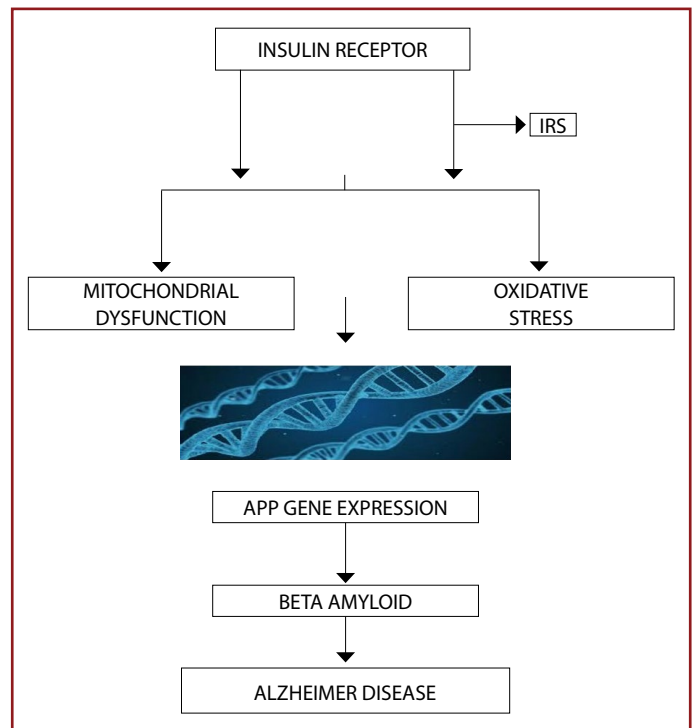 INSULIN RECEPTOR
IRS
MITOCHONDRIAL
DYSFUNCTION
OXIDATIVE
STRESS
APP GENE EXPRESSION
BETA AMYLOID
ALZHEIMER DISEASE